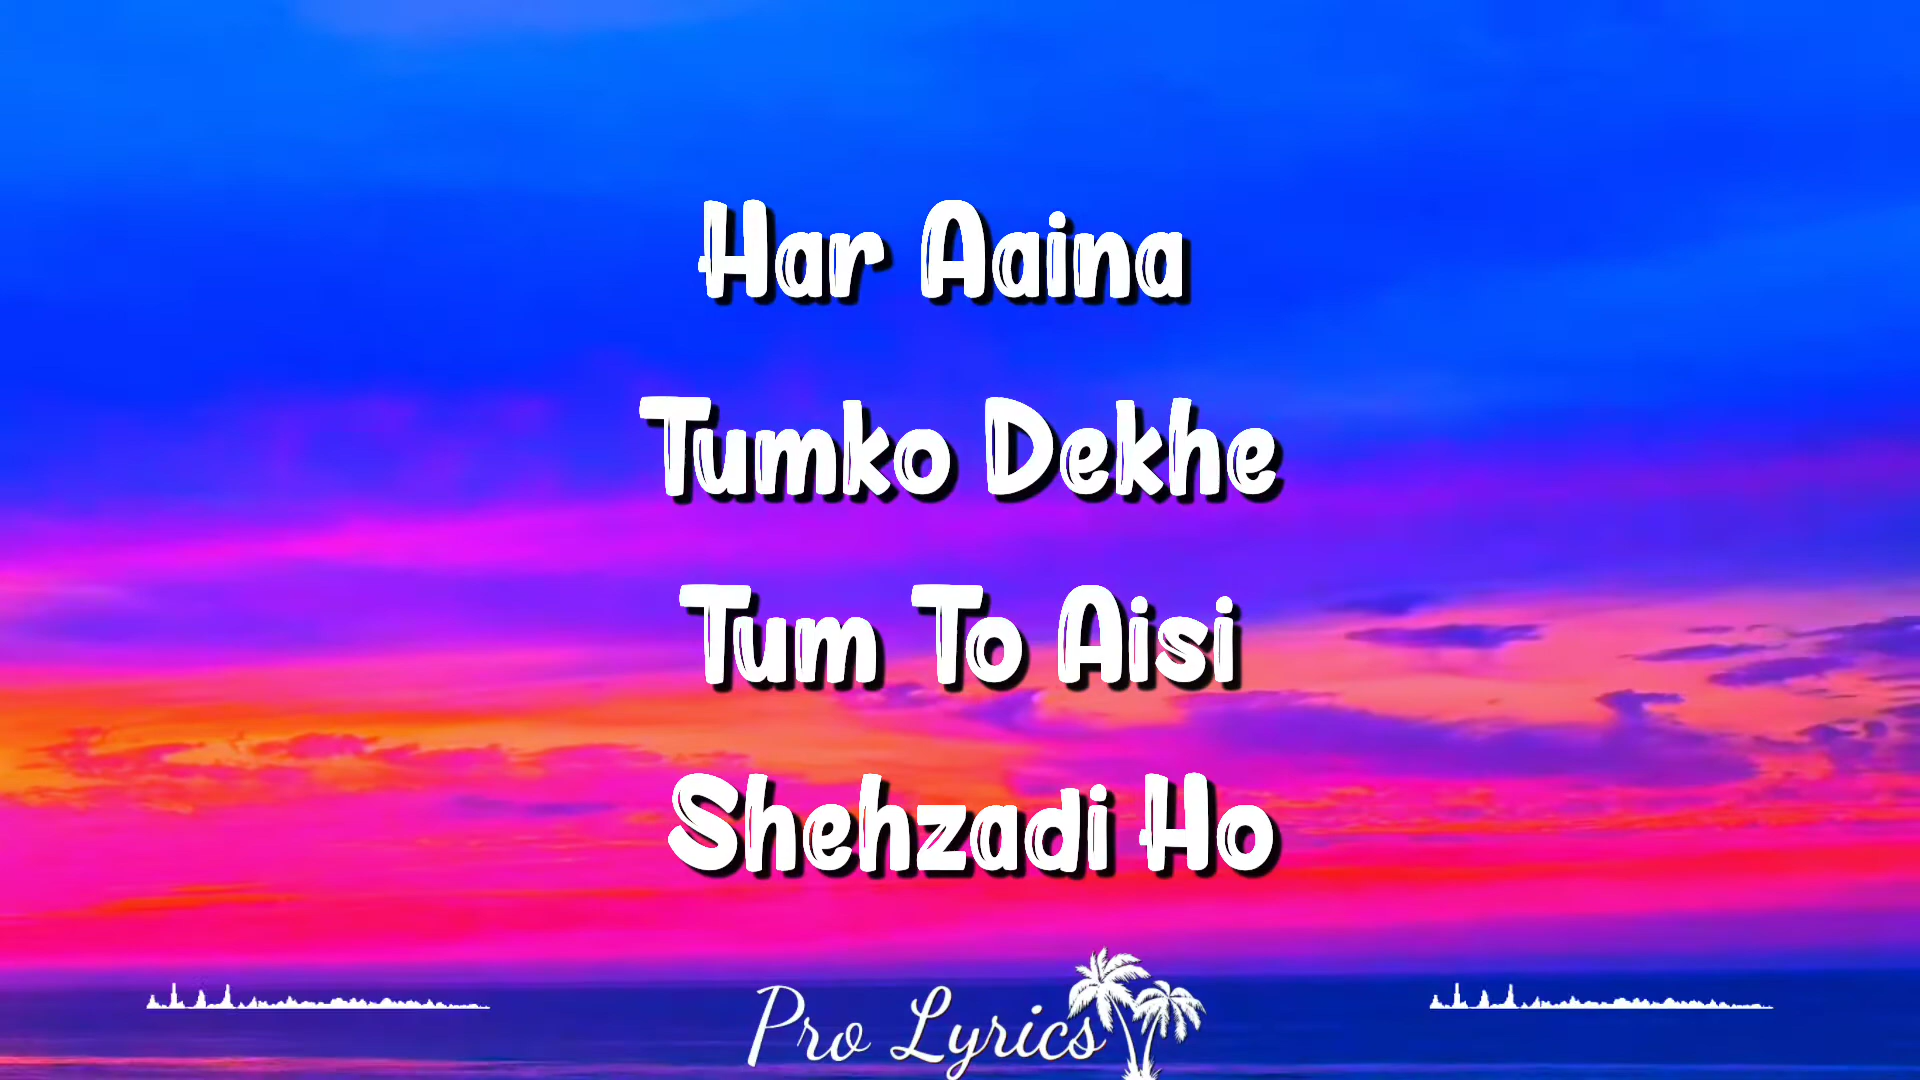 Har Aaina
Tumko Dekhe
Tum To Aisi
Shehzadi Ho
Pro Lyrics